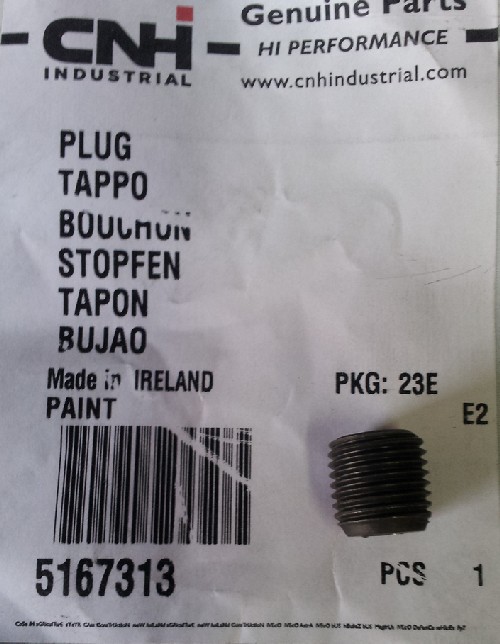 CNH
INDUSTRIAL
Genuine Parts
HI PERFORMANCE
www.cnhindustrial.com
PLUG
TAPPO
BOUCHON
STOPFEN
TAPON
BUJAO
Made in IRELAND
PAINT
PKG: 23E
E2
5167313
PCS 1